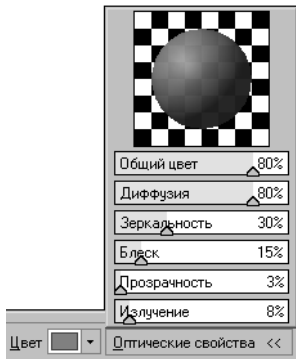 Общий цвет 80%
Диффузия 80%
Зеркальность 30%
Блеск 15%
Прозрачность 3%
Излучение 8%
Цвет Оптические свойства <<